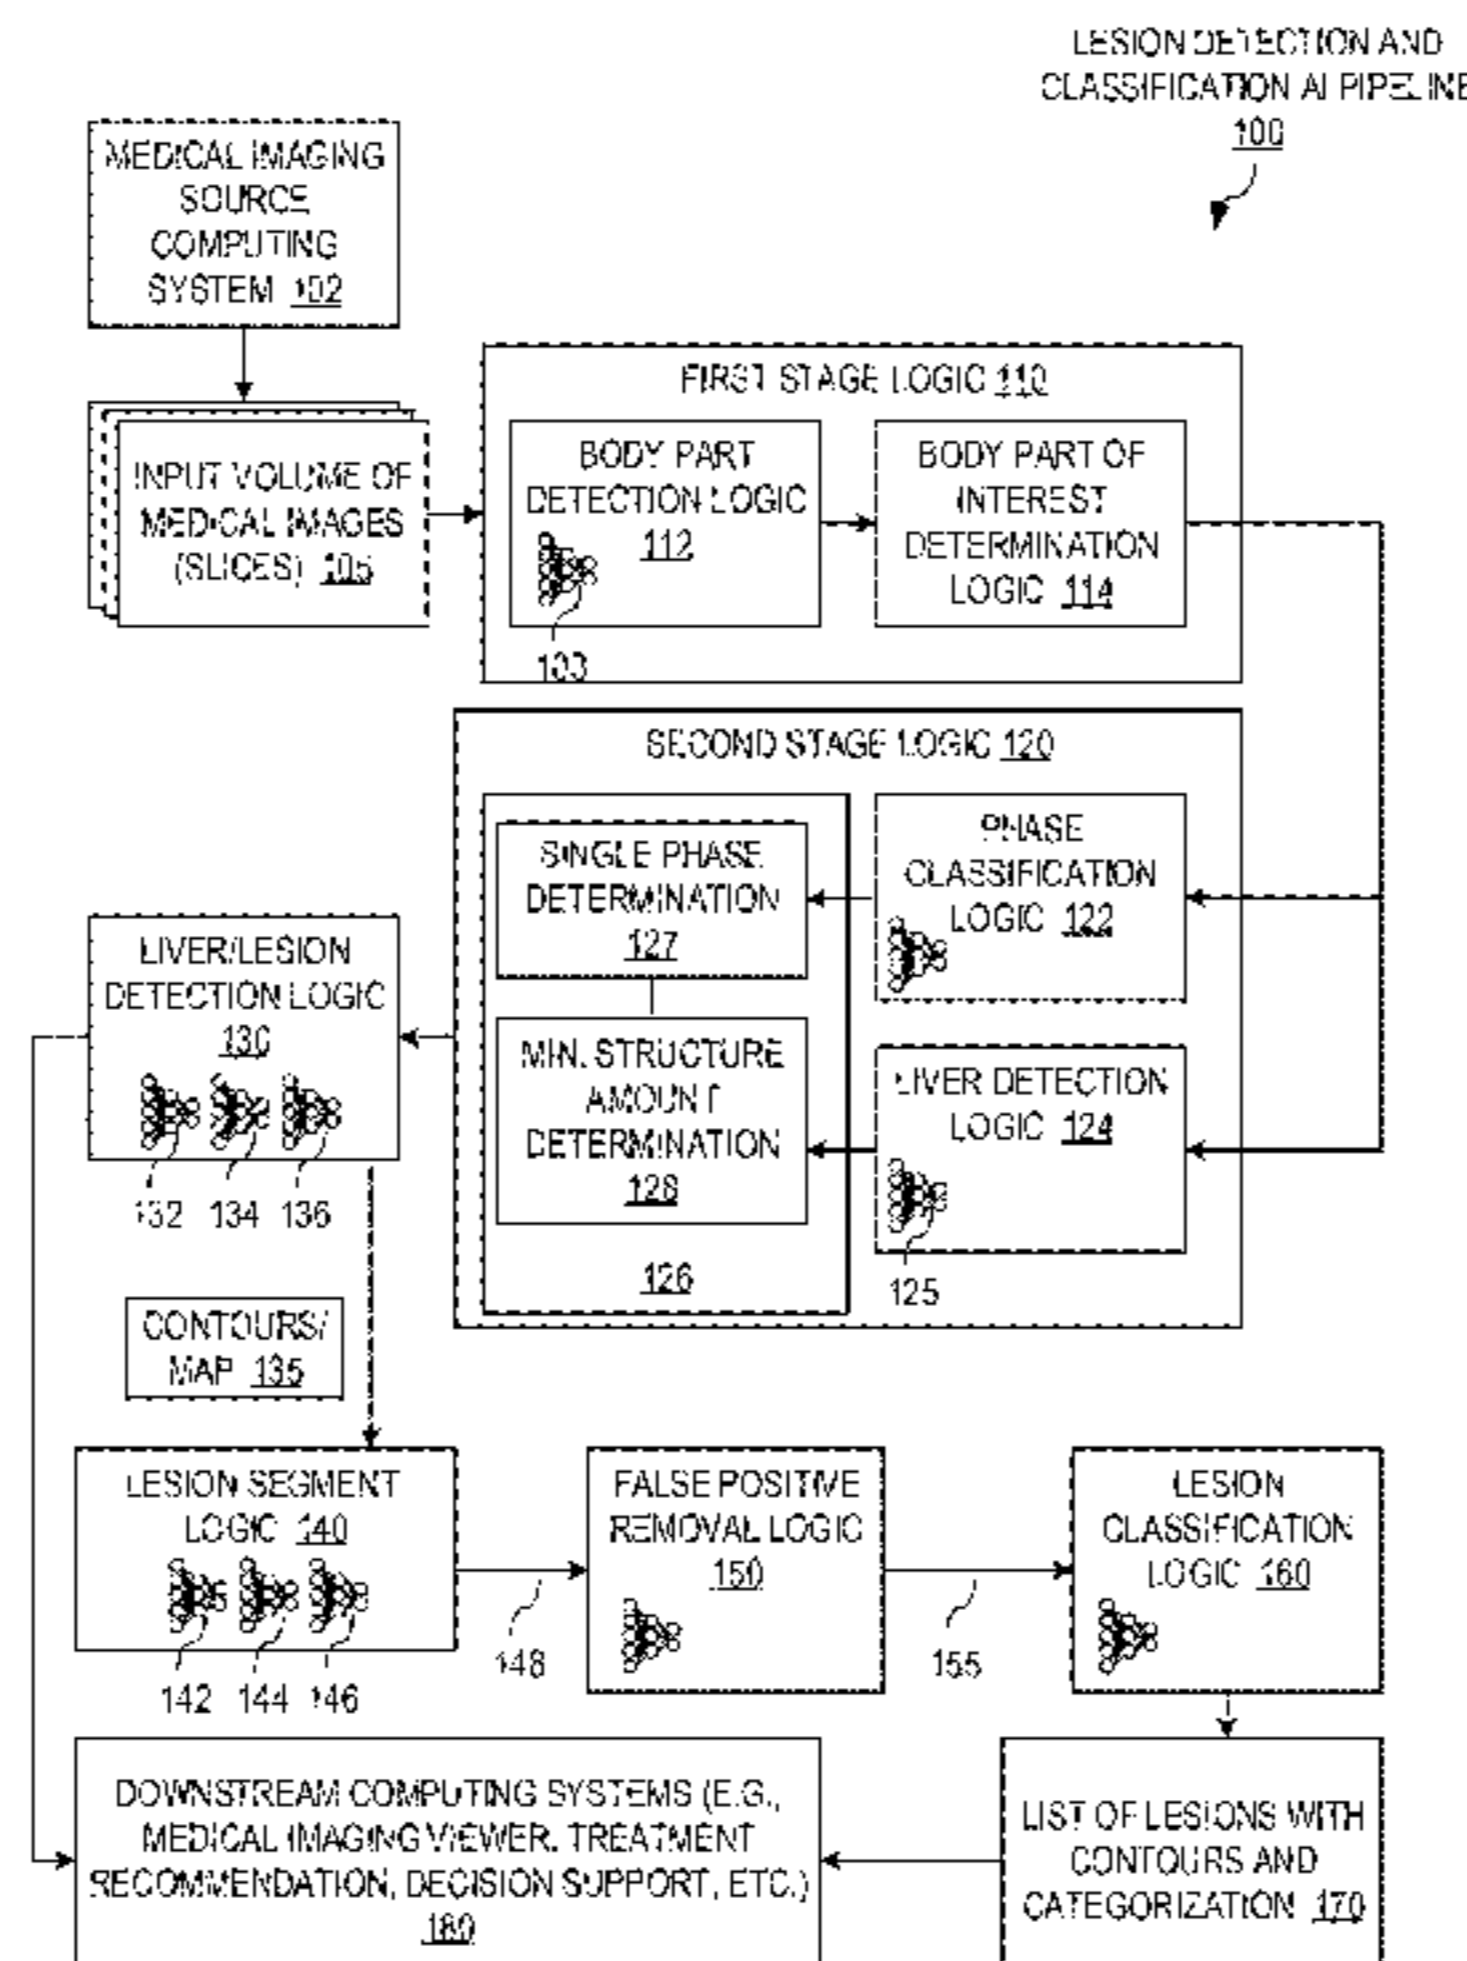 LESION DETECTION AND
CLASSIFICATION AI PIPELINE
100
MEDICAL IMAGING
SOURCE
COMPUTING
SYSTEM 102
INPUT VOLUME OF
MEDICAL IMAGES
(SLICES) 105
FIRST STAGE LOGIC 110
BODY PART
DETECTION LOGIC
112
103
BODY PART OF
INTEREST
DETERMINATION
LOGIC 114
SECOND STAGE LOGIC 120
PHASE
CLASSIFICATION
LOGIC 122
SINGLE PHASE
DETERMINATION
127
LIVER DETECTION
LOGIC 124
125
MIN. STRUCTURE
AMOUNT
DETERMINATION
128
126
LIVER/LESION
DETECTION LOGIC
130
132 134 136
CONTOURS/
MAP 135
LESION SEGMENT
LOGIC 140
142 144 146
148
FALSE POSITIVE
REMOVAL LOGIC
150
155
LESION
CLASSIFICATION
LOGIC 160
LIST OF LESIONS WITH
CONTOURS AND
CATEGORIZATION 170
DOWNSTREAM COMPUTING SYSTEMS (E.G.,
MEDICAL IMAGING VIEWER, TREATMENT
RECOMMENDATION, DECISION SUPPORT, ETC.)
180